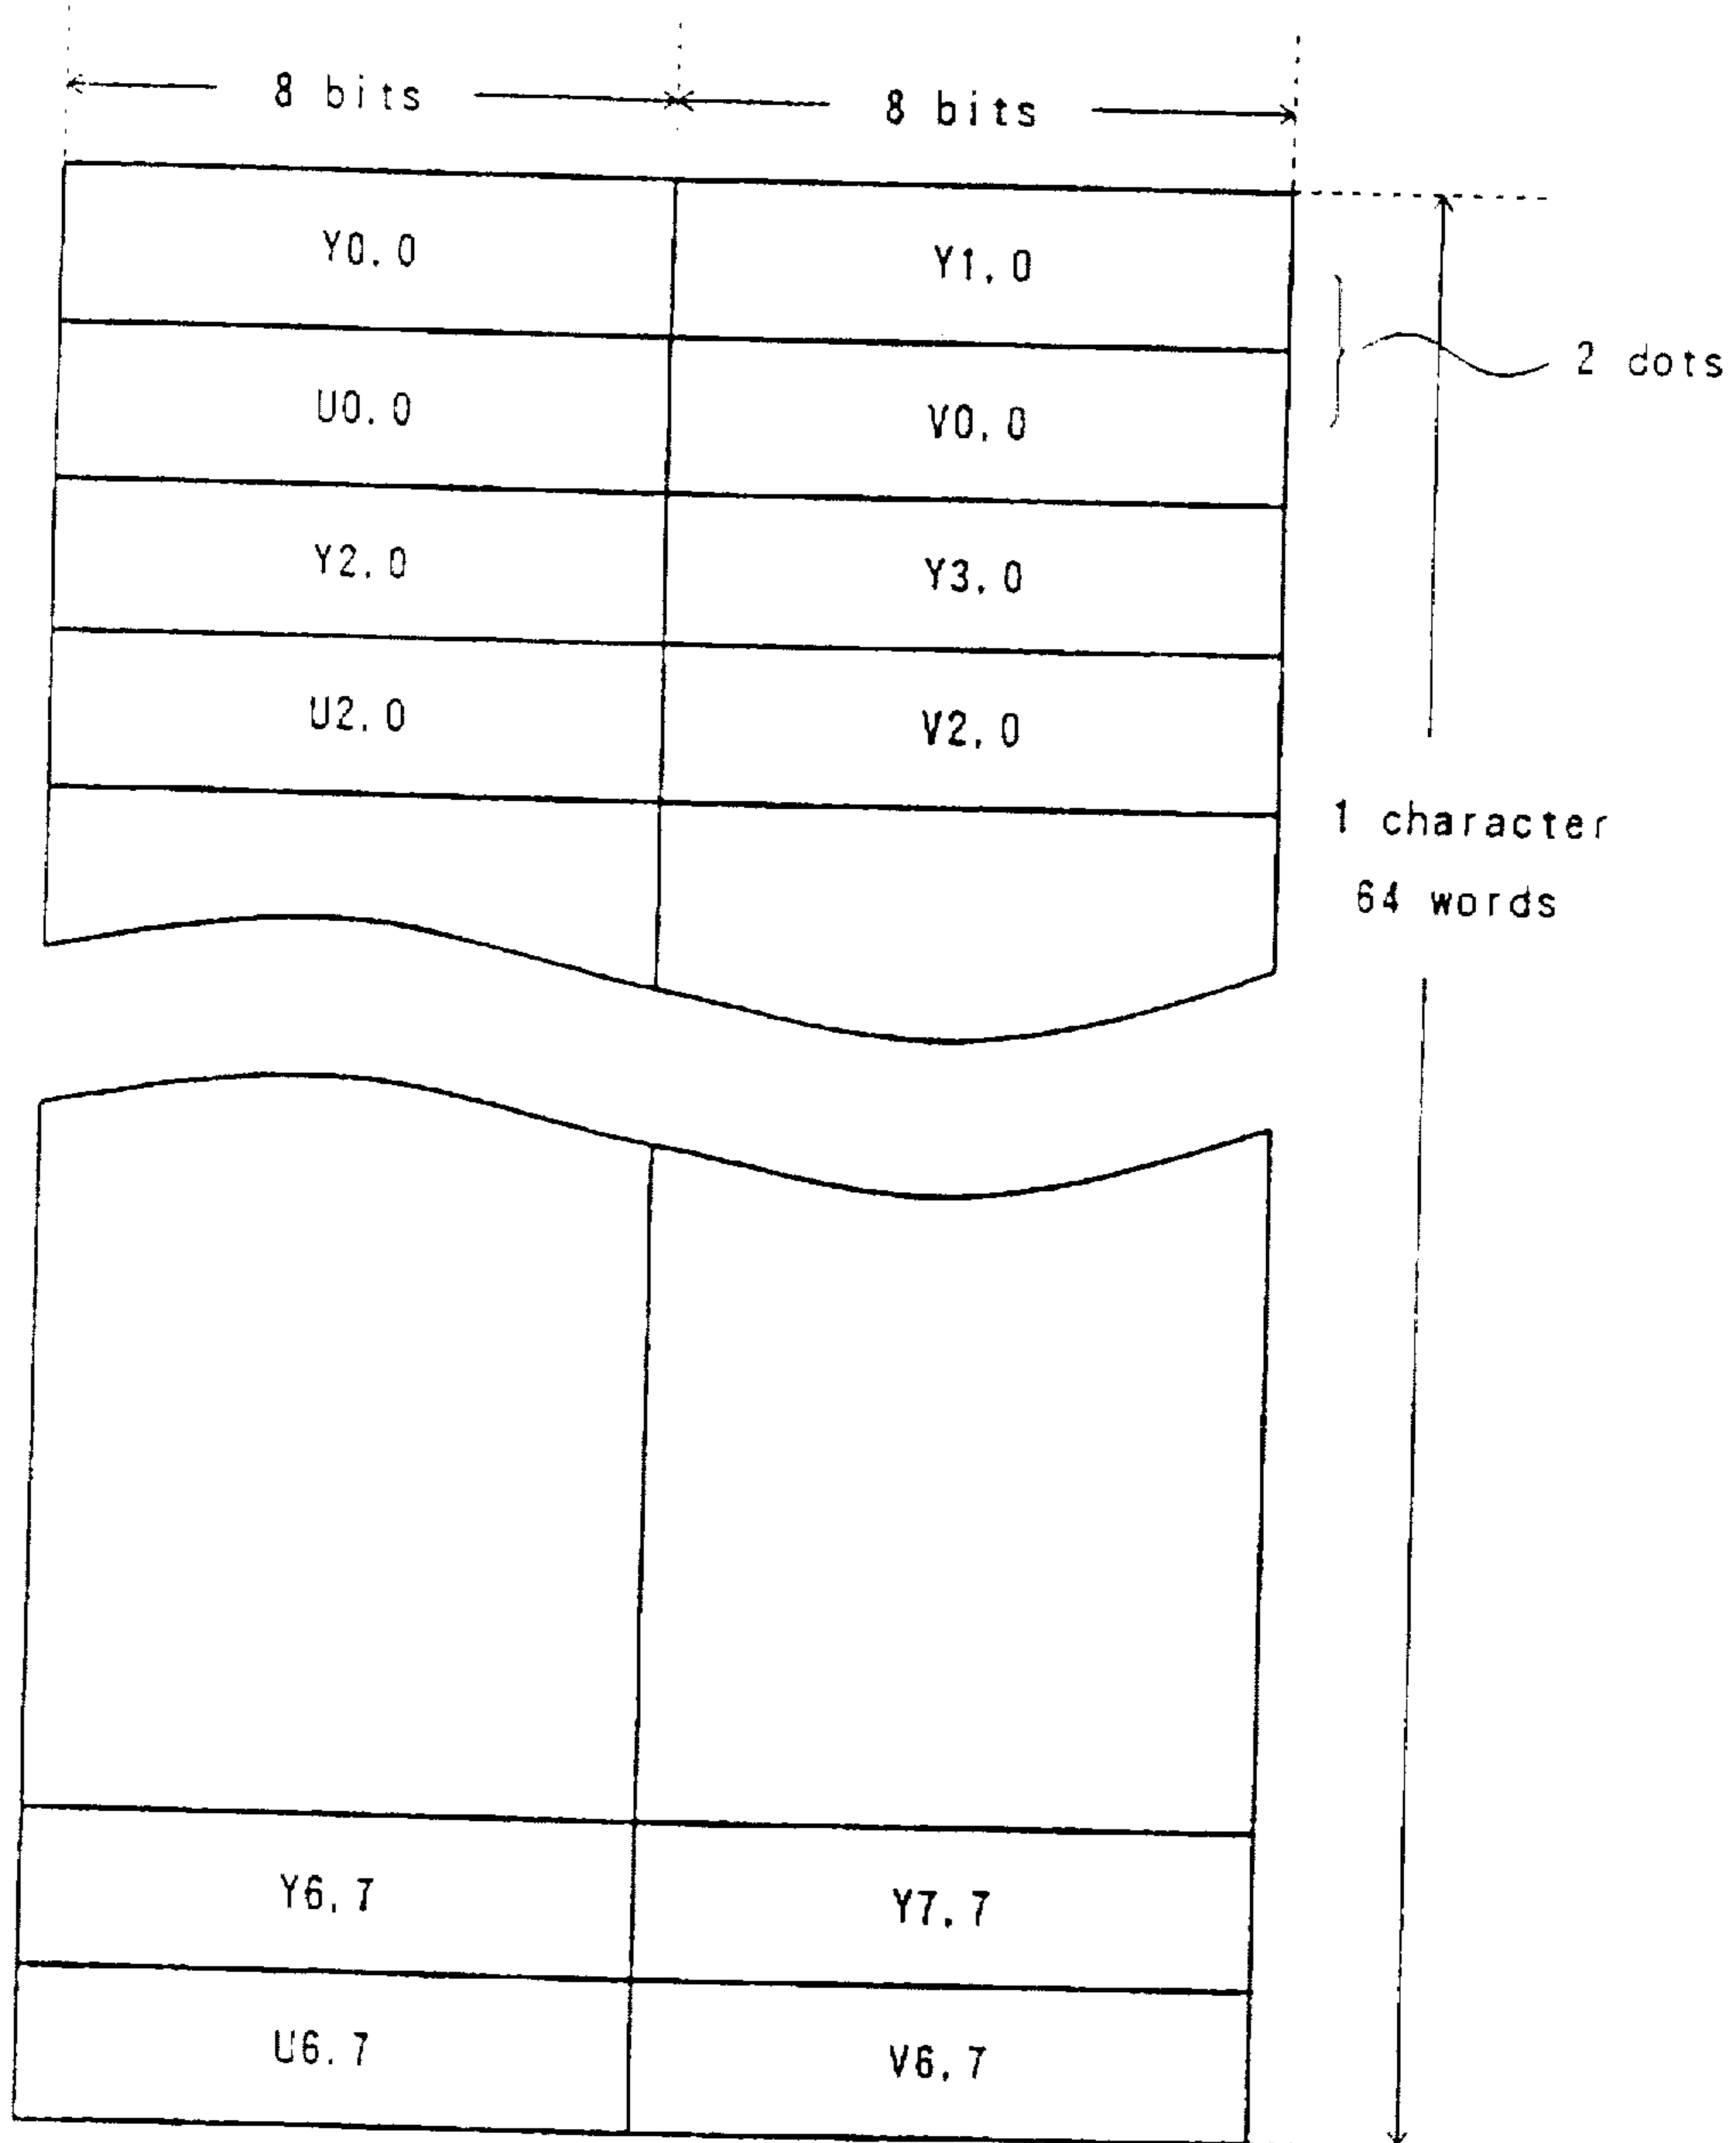 8 bits 8 bits
Y0.0 Y1.0
2 dots
U0.0 V0.0
Y2.0 Y3.0
U2.0 V2.0
1 character
64 words
Y6.7 Y7.7
U6.7 V6.7